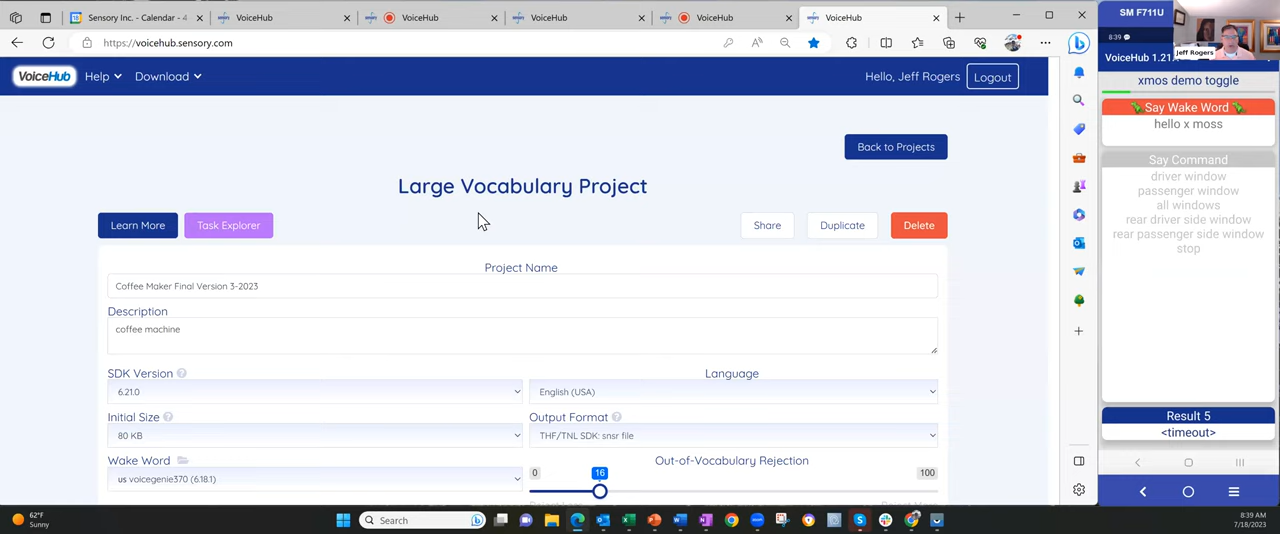 Sensory Inc. - Calendar - 4
VoiceHub
VoiceHub
VoiceHub
VoiceHub
VoiceHub
https://voicehub.sensory.com
VoiceHub
Help
Download
Hello, Jeff Rogers
Logout
Back to Projects
Large Vocabulary Project
Learn More
Task Explorer
Share
Duplicate
Delete
Project Name
Coffee Maker Final Version 3-2023
Description
coffee machine
SDK Version
Language
6.21.0
English (USA)
Initial Size
Output Format
80 KB
THF/TNL SDK: snsr file
Wake Word
Out-of-Vocabulary Rejection
us voicegenie370 (6.18.1)
0
16
100
SM F711U
8:39
Jeff Rogers
VoiceHub 1.21
xmos demo toggle
Say Wake Word
hello x moss
Say Command
driver window
passenger window
all windows
rear driver side window
rear passenger side window
stop
Result 5
<timeout>
62°F
Sunny
Search
8:39 AM
7/18/2023